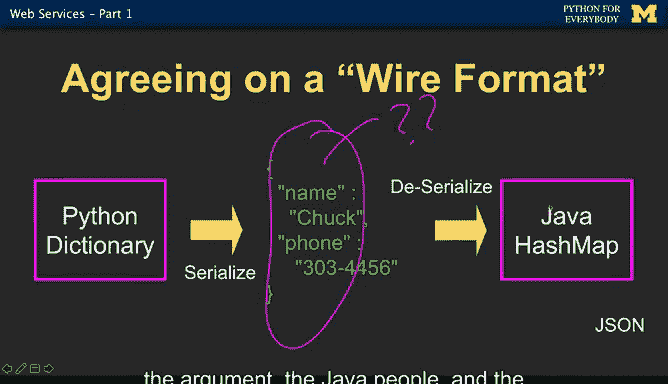 Web Services - Part 1
PYTHON FOR
EVERYBODY
M
Agreeing on a “Wire Format”
??
{
"name" :
"Chuck",
"phone" :
"303-4456"
}
Python
Dictionary
Serialize
De-Serialize
Java
HashMap
JSON
the argument, the Java people, and the